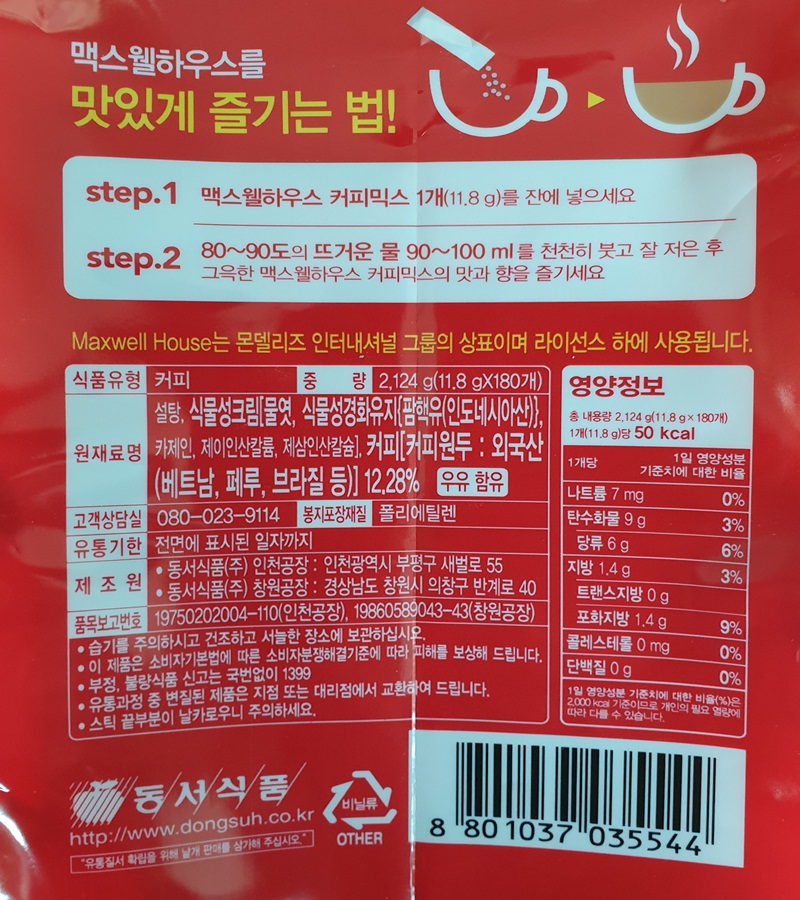 맥스웰하우스를
맛있게 즐기는 법!
step.1 맥스웰하우스 커피믹스 1개(11.8 g)를 잔에 넣으세요
step.2 80~90도의 뜨거운 물 90~100 ml를 천천히 붓고 잘 저은 후
그윽한 맥스웰하우스 커피믹스의 맛과 향을 즐기세요
Maxwell House는 몬델리즈 인터내셔널 그룹의 상표이며 라이선스 하에 사용됩니다.
식품유형 커피 중 량 2,124 g(11.8 gX180개)
원재료명 설탕, 식물성크림[물엿, 식물성경화유지{팜핵유(인도네시아산)},
카제인, 제이인산칼륨, 제삼인산칼슘], 커피[커피원두 : 외국산
(베트남, 페루, 브라질 등)] 12.28% 우유 함유
고객상담실 080-023-9114 봉지포장재질 폴리에틸렌
유통기한 전면에 표시된 일자까지
제 조 원 • 동서식품(주) 인천공장 : 인천광역시 부평구 새벌로 55
• 동서식품(주) 창원공장 : 경상남도 창원시 의창구 반계로 40
품목보고번호 19750202004-110(인천공장), 19860589043-43(창원공장)
• 습기를 주의하시고 건조하고 서늘한 장소에 보관하십시오.
• 이 제품은 소비자기본법에 따른 소비자분쟁해결기준에 따라 피해를 보상해 드립니다.
• 부정, 불량식품 신고는 국번없이 1399
• 유통과정 중 변질된 제품은 지점 또는 대리점에서 교환하여 드립니다.
• 스틱 끝부분이 날카로우니 주의하세요.
영양정보
총 내용량 2,124 g(11.8 g×180개)
1개(11.8 g)당 50 kcal
1개당 1일 영양성분
기준치에 대한 비율
나트륨 7 mg 0%
탄수화물 9 g 3%
당류 6 g 6%
지방 1.4 g 3%
트랜스지방 0 g
포화지방 1.4 g 9%
콜레스테롤 0 mg 0%
단백질 0 g 0%
1일 영양성분 기준치에 대한 비율(%)은
2,000 kcal 기준이므로 개인의 필요 열량에
따라 다를 수 있습니다.
동서식품
http://www.dongsuh.co.kr
"유통질서 확립을 위해 낱개 판매를 삼가해 주십시오."
비닐류
OTHER
8 801037 035544